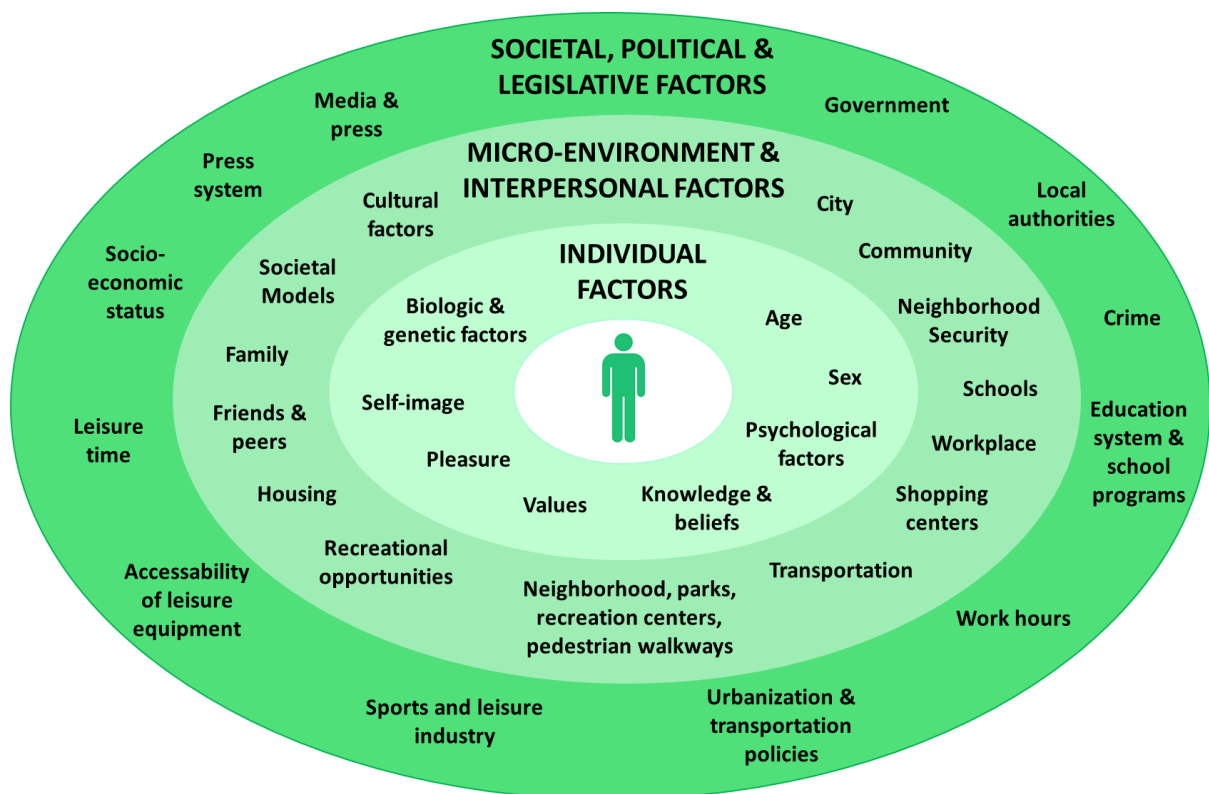 SOCIETAL, POLITICAL &
LEGISLATIVE FACTORS
Media &
press
Government
Press
system
Local
authorities
Socio-
economic
status
Crime
Leisure
time
Education
system &
school
programs
Accessability
of leisure
equipment
Work hours
Sports and leisure
industry
Urbanization &
transportation
policies
MICRO-ENVIRONMENT &
INTERPERSONAL FACTORS
Cultural
factors
City
Community
Societal
Models
Neighborhood
Security
Family
Schools
Friends &
peers
Workplace
Housing
Shopping
centers
Recreational
opportunities
Transportation
Neighborhood, parks,
recreation centers,
pedestrian walkways
INDIVIDUAL
FACTORS
Biologic &
genetic factors
Age
Sex
Self-image
Psychological
factors
Pleasure
Values
Knowledge &
beliefs